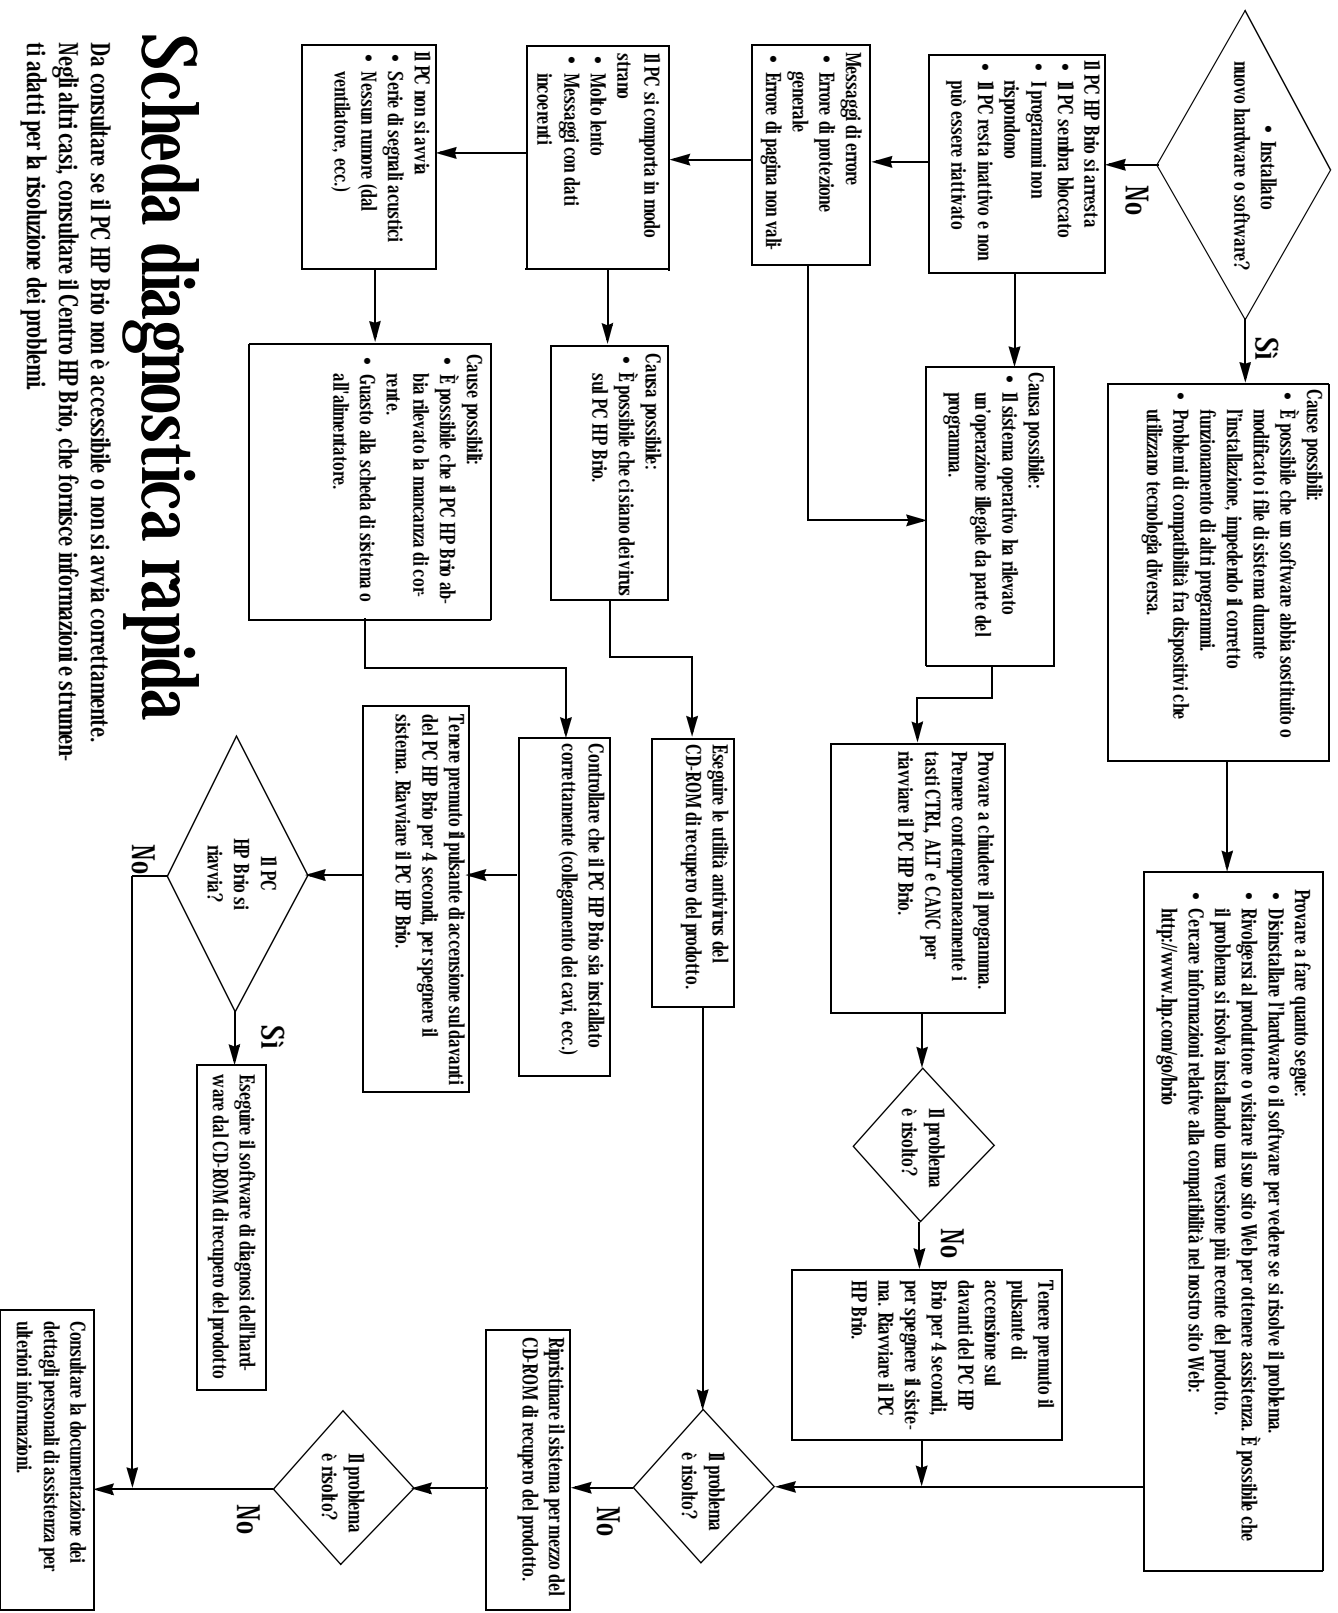 Scheda diagnostica rapida
Da consultare se il PC HP Brio non è accessibile o non si avvia correttamente.
Negli altri casi, consultare il Centro HP Brio, che fornisce informazioni e strumen-
ti adatti per la risoluzione dei problemi.
• Installato
nuovo hardware o software?
Sì
No
Cause possibili:
• È possibile che un software abbia sostituito o
modificato i file di sistema durante
l'installazione, impedendo il corretto
funzionamento di altri programmi.
• Problemi di compatibilità fra dispositivi che
utilizzano tecnologia diversa.
Provare a fare quanto segue:
• Disinstallare l'hardware o il software per vedere se si risolve il problema.
• Rivolgersi al produttore o visitare il suo sito Web per ottenere assistenza. È possibile che
il problema si risolva installando una versione più recente del prodotto.
• Cercare informazioni relative alla compatibilità nel nostro sito Web:
http://www.hp.com/go/brio
Il PC HP Brio si arresta
• Il PC sembra bloccato
• I programmi non
rispondono
• Il PC resta inattivo e non
può essere riattivato
Causa possibile:
• Il sistema operativo ha rilevato
un'operazione illegale da parte del
programma.
Provare a chiudere il programma.
Premere contemporaneamente i
tasti CTRL, ALT e CANC per
riavviare il PC HP Brio.
Il problema
è risolto?
No
Tenere premuto il
pulsante di
accensione sul
davanti del PC HP
Brio per 4 secondi,
per spegnere il siste-
ma. Riavviare il PC
HP Brio.
Messaggi di errore
• Errore di protezione
generale
• Errore di pagina non vali-
Il PC si comporta in modo
strano
• Molto lento
• Messaggi con dati
incoerenti
Causa possibile:
• È possibile che ci siano dei virus
sul PC HP Brio.
Eseguire le utilità antivirus del
CD-ROM di recupero del prodotto.
Il problema
è risolto?
No
Ripristinare il sistema per mezzo del
CD-ROM di recupero del prodotto.
Il PC non si avvia
• Serie di segnali acustici
• Nessun rumore (dal
ventilatore, ecc.)
Cause possibili:
• È possibile che il PC HP Brio ab-
bia rilevato la mancanza di cor-
rente.
• Guasto alla scheda di sistema o
all'alimentatore.
Controllare che il PC HP Brio sia installato
correttamente (collegamento dei cavi, ecc.)
Tenere premuto il pulsante di accensione sul davanti
del PC HP Brio per 4 secondi, per spegnere il
sistema. Riavviare il PC HP Brio.
Il PC
HP Brio si
riavvia?
Sì
No
Eseguire il software di diagnosi dell'hard-
ware dal CD-ROM di recupero del prodotto
Il problema
è risolto?
No
Consultare la documentazione dei
dettagli personali di assistenza per
ulteriori informazioni.